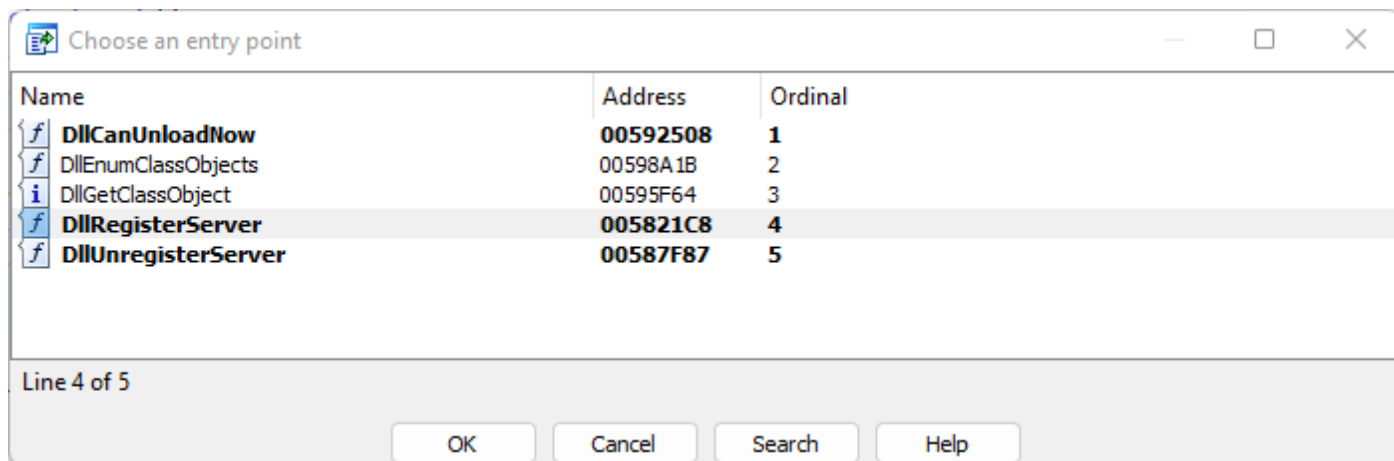 Choose an entry point
Name Address Ordinal
f DllCanUnloadNow 00592508 1
f DllEnumClassObjects 00598A1B 2
i DllGetClassObject 00595F64 3
f DllRegisterServer 005821C8 4
f DllUnregisterServer 00587F87 5
Line 4 of 5
OK Cancel Search Help